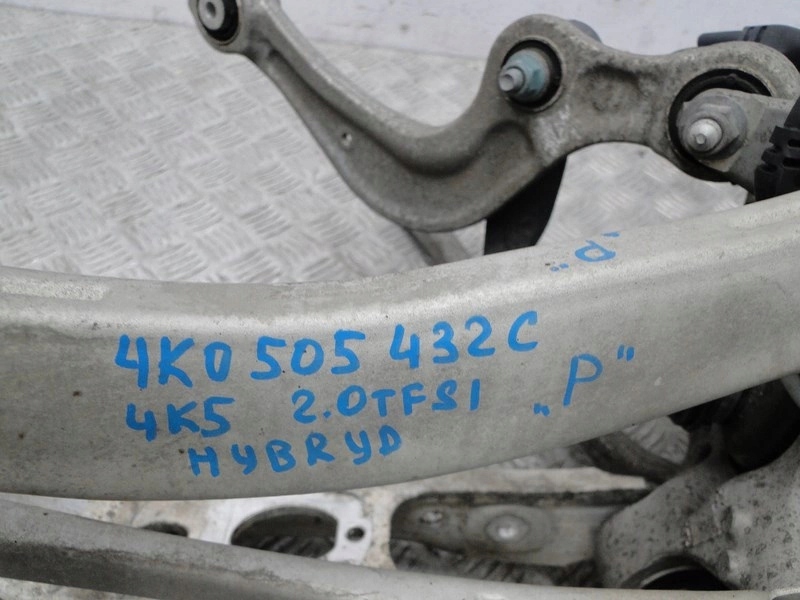 „P"
4K0 505 432C
4K5 2.0TFSI „P"
HYBRYD